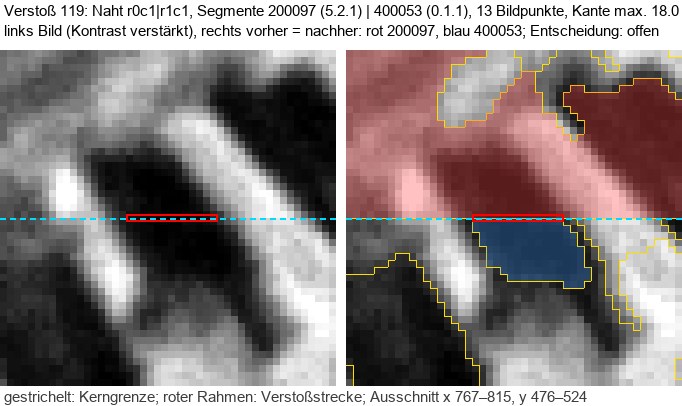 Verstoß 119: Naht r0c1|r1c1, Segmente 200097 (5.2.1) | 400053 (0.1.1), 13 Bildpunkte, Kante max. 18.0
links Bild (Kontrast verstärkt), rechts vorher = nachher: rot 200097, blau 400053; Entscheidung: offen
gestrichelt: Kerngrenze; roter Rahmen: Verstoßstrecke; Ausschnitt x 767–815, y 476–524